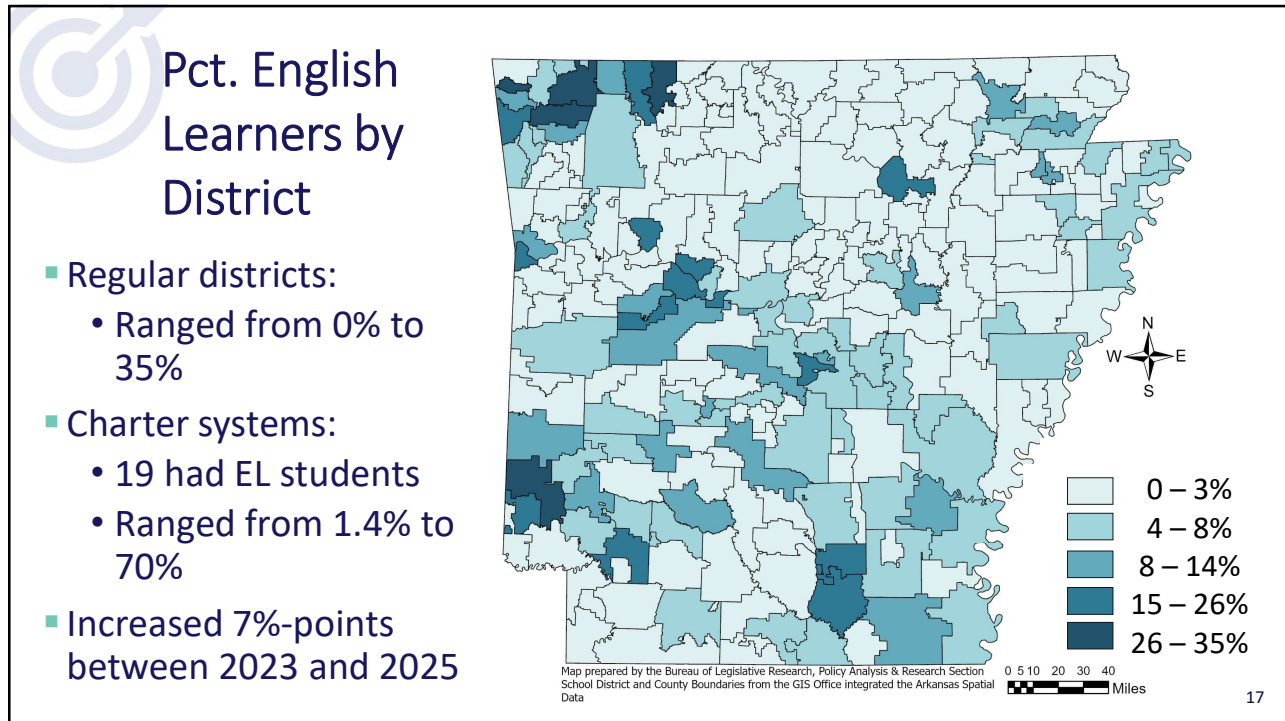 Pct. English
Learners by
District
▪ Regular districts:
• Ranged from 0% to
35%
▪ Charter systems:
• 19 had EL students
• Ranged from 1.4% to
70%
▪ Increased 7%-points
between 2023 and 2025
N
W E
S
0 – 3%
4 – 8%
8 – 14%
15 – 26%
26 – 35%
Map prepared by the Bureau of Legislative Research, Policy Analysis & Research Section
School District and County Boundaries from the GIS Office integrated the Arkansas Spatial
Data
0 5 10 20 30 40
Miles
17